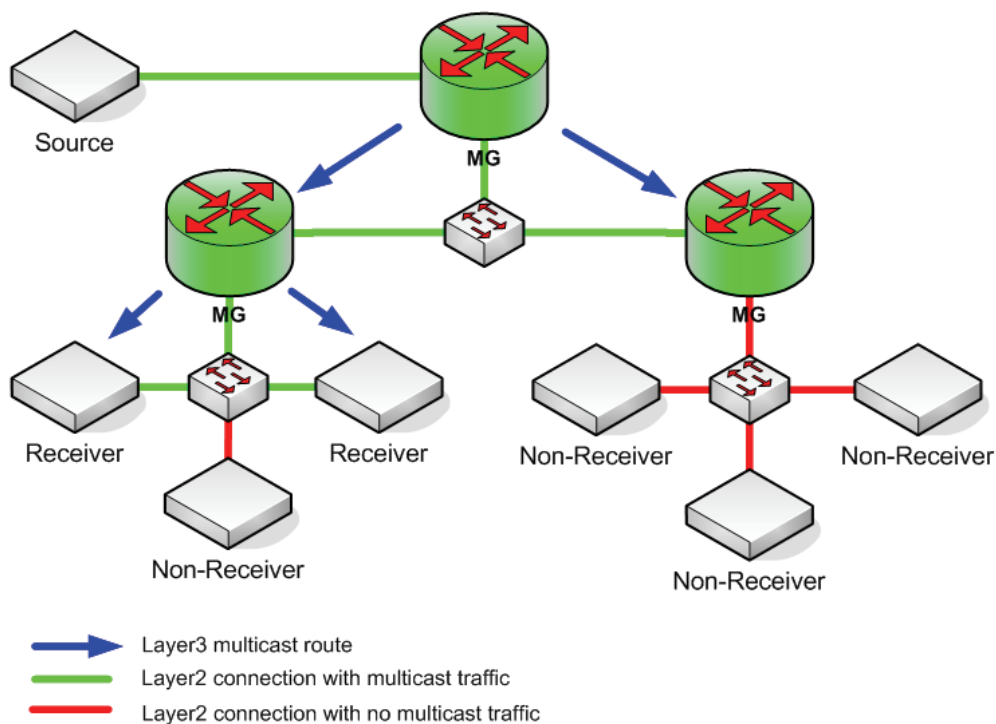 Source
MG
MG
MG
Receiver
Receiver
Non-Receiver
Non-Receiver
Non-Receiver
Non-Receiver
Layer3 multicast route
Layer2 connection with multicast traffic
Layer2 connection with no multicast traffic